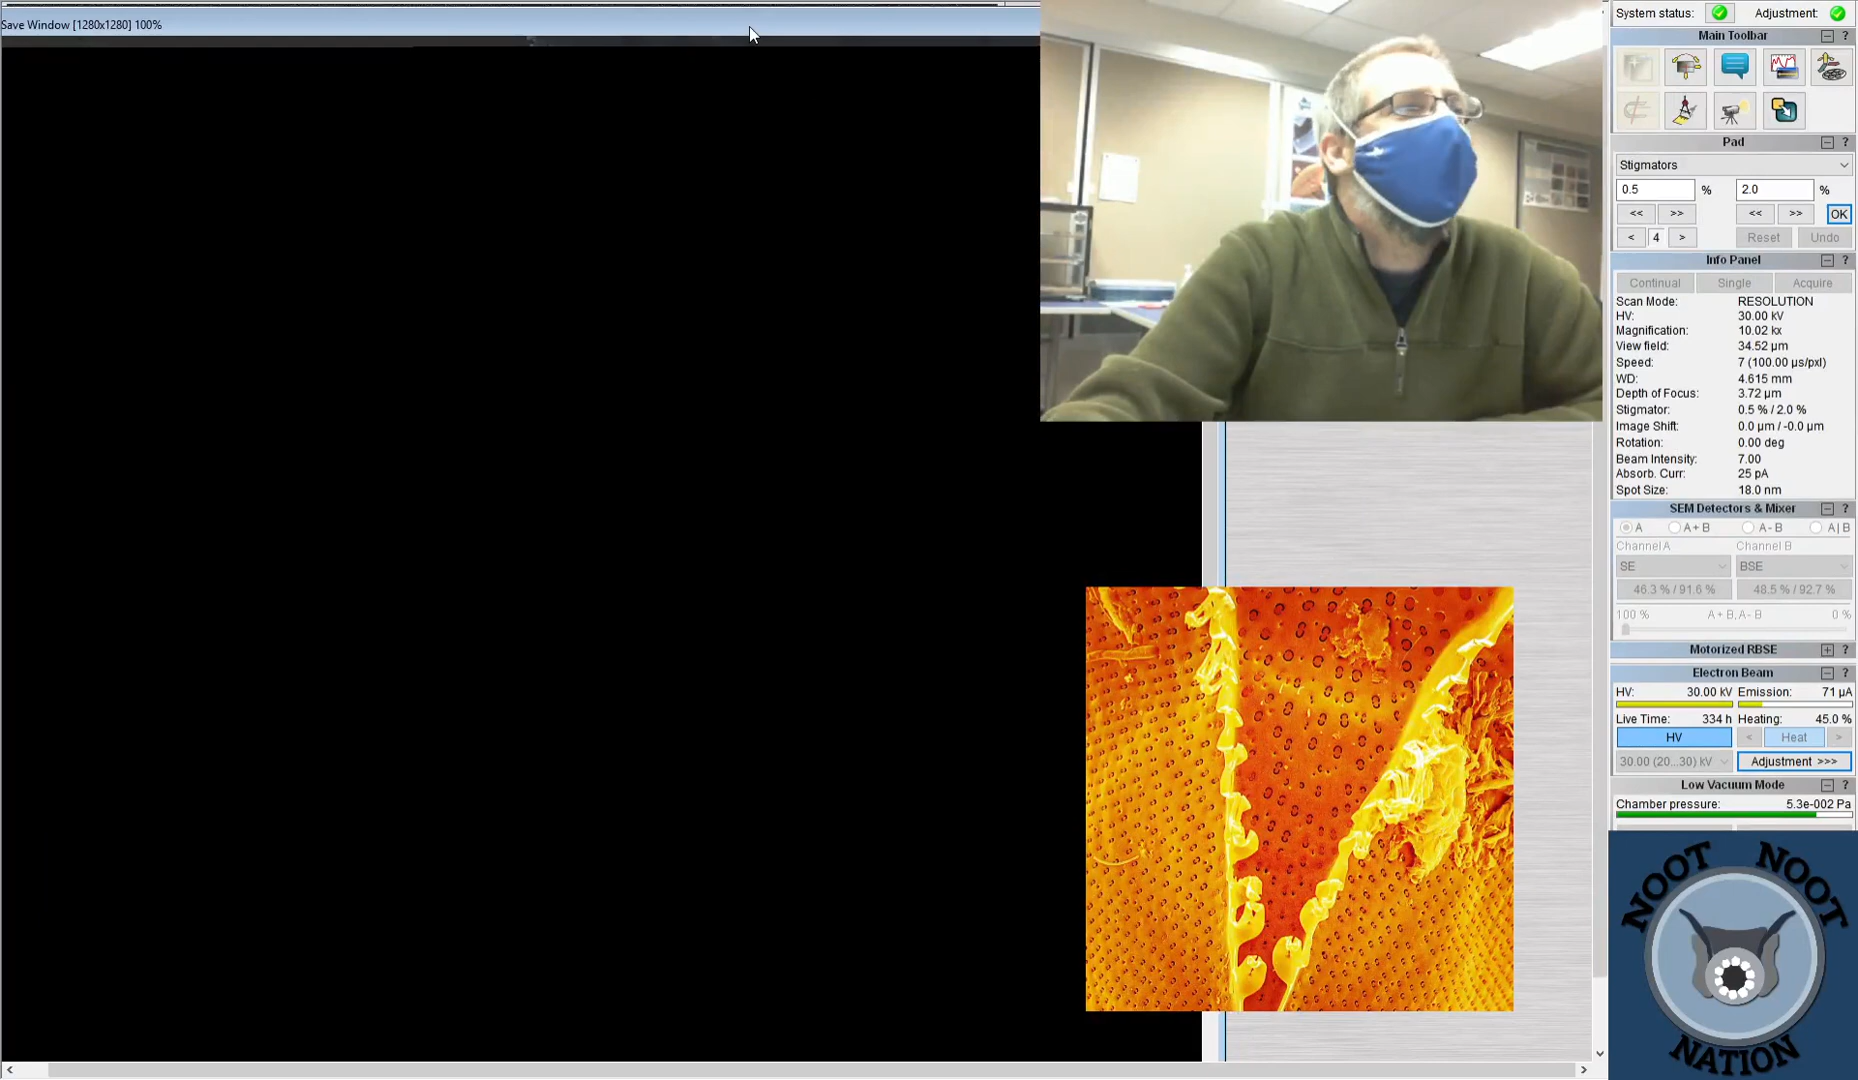 Save Window [1280x1280] 100%
System status: Adjustment:
Main Toolbar
?
Pad
?
Stigmators
0.5 % 2.0 %
<< >> << >> OK
< 4 > Reset Undo
Info Panel
?
Continual Single Acquire
Scan Mode: RESOLUTION
HV: 30.00 kV
Magnification: 10.02 kx
View field: 34.52 µm
Speed: 7 (100.00 µs/pxl)
WD: 4.615 mm
Depth of Focus: 3.72 µm
Stigmator: 0.5 % / 2.0 %
Image Shift: 0.0 µm / -0.0 µm
Rotation: 0.00 deg
Beam Intensity: 7.00
Absorb. Curr: 25 pA
Spot Size: 18.0 nm
SEM Detectors & Mixer
?
A A + B A - B A | B
Channel A Channel B
SE BSE
46.3 % / 91.6 % 48.5 % / 92.7 %
100 % A + B, A - B 0 %
Motorized RBSE
?
Electron Beam
?
HV: 30.00 kV Emission: 71 µA
Live Time: 334 h Heating: 45.0 %
HV < Heat >
30.00 (20...30) kV Adjustment >>>
Low Vacuum Mode
?
Chamber pressure: 5.3e-002 Pa
NOOT NOOT
NATION